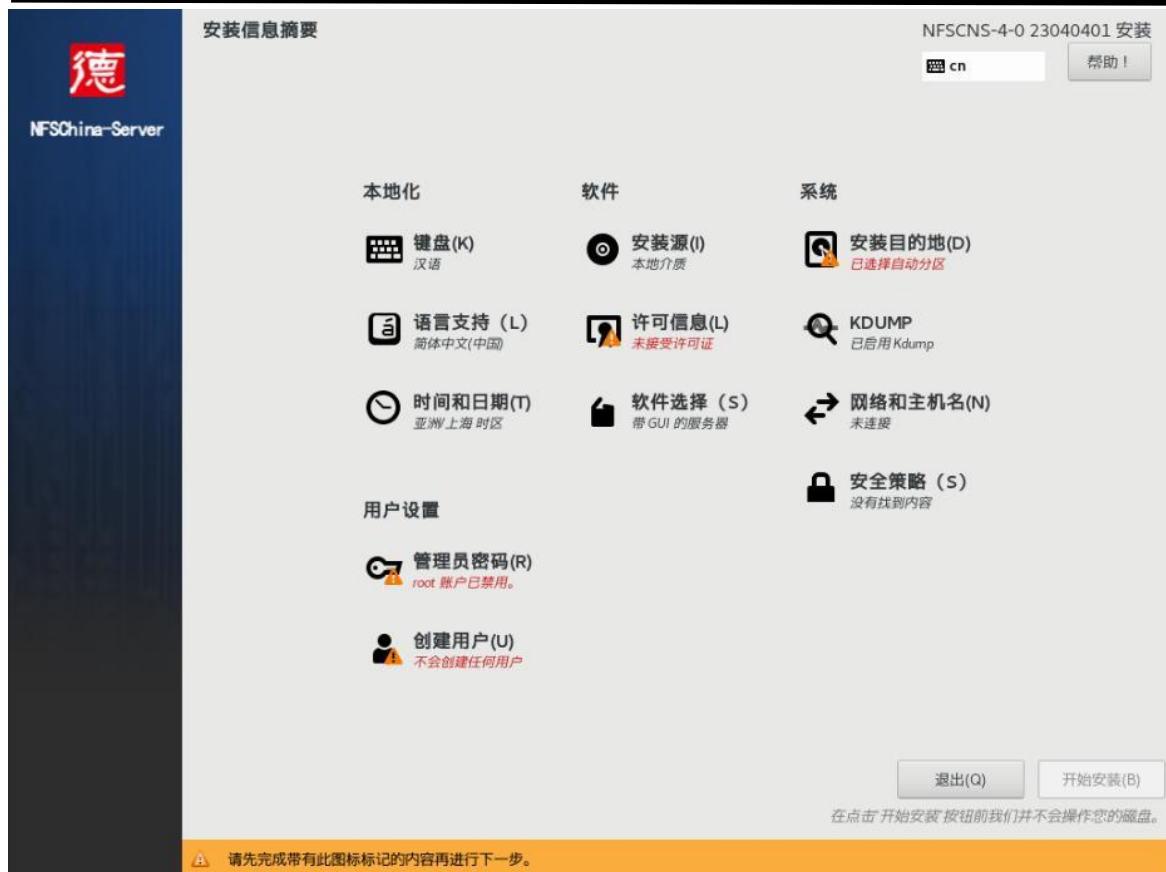 德
NFSChina-Server
安装信息摘要
NFSCNS-4-0 23040401 安装
cn
帮助！
本地化
键盘(K)
汉语
语言支持（L）
简体中文(中国)
时间和日期(T)
亚洲/上海 时区
软件
安装源(I)
本地介质
许可信息(L)
未接受许可证
软件选择（S）
带 GUI 的服务器
系统
安装目的地(D)
已选择自动分区
KDUMP
已启用 Kdump
网络和主机名(N)
未连接
安全策略（S）
没有找到内容
用户设置
管理员密码(R)
root 账户已禁用。
创建用户(U)
不会创建任何用户
退出(Q)
开始安装(B)
在点击'开始安装'按钮前我们并不会操作您的磁盘。
请先完成带有此图标标记的内容再进行下一步。